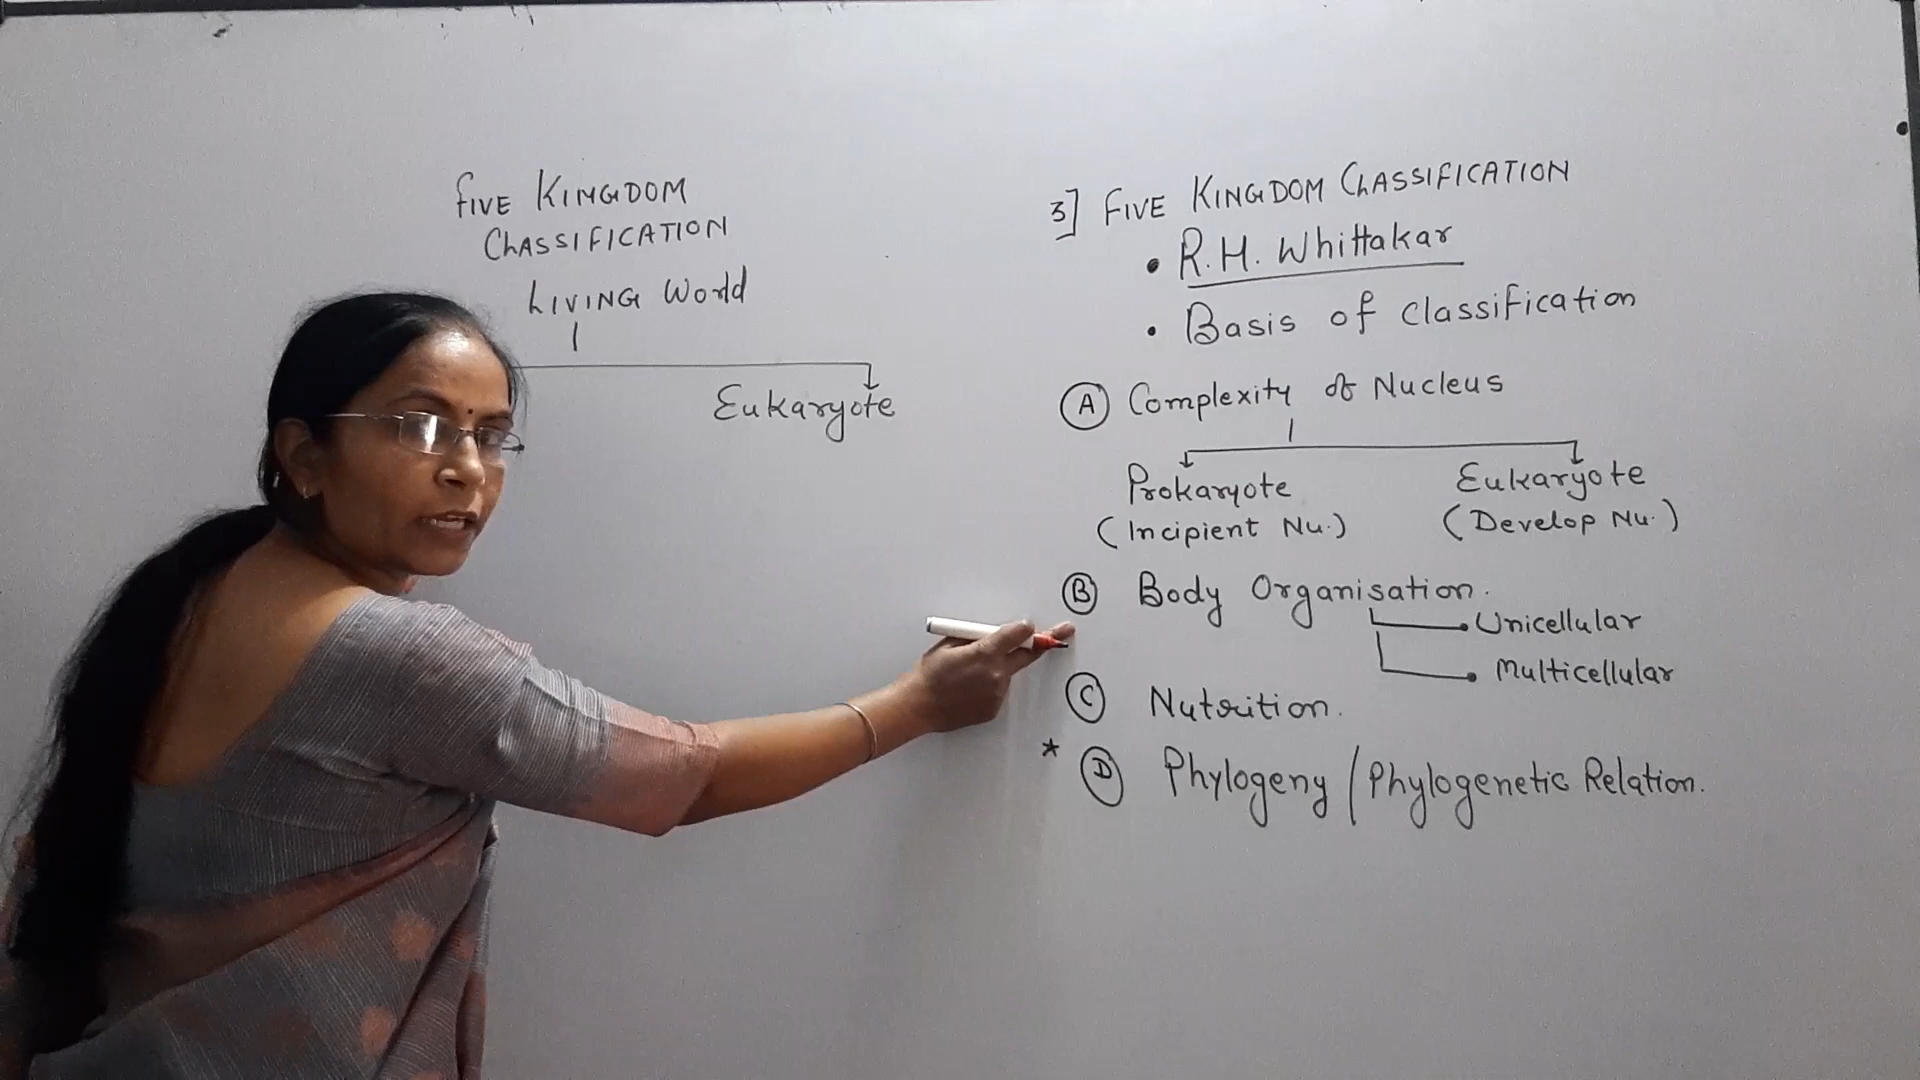 FIVE KINGDOM
CLASSIFICATION
LIVING World
Eukaryote
3] FIVE KINGDOM CLASSIFICATION
• R.H. Whittakar
• Basis of classification
(A) Complexity of Nucleus
Prokaryote Eukaryote
(Incipient Nu.) (Develop Nu.)
(B) Body Organisation.
Unicellular
Multicellular
(C) Nutrition.
* (D) Phylogeny / Phylogenetic Relation.